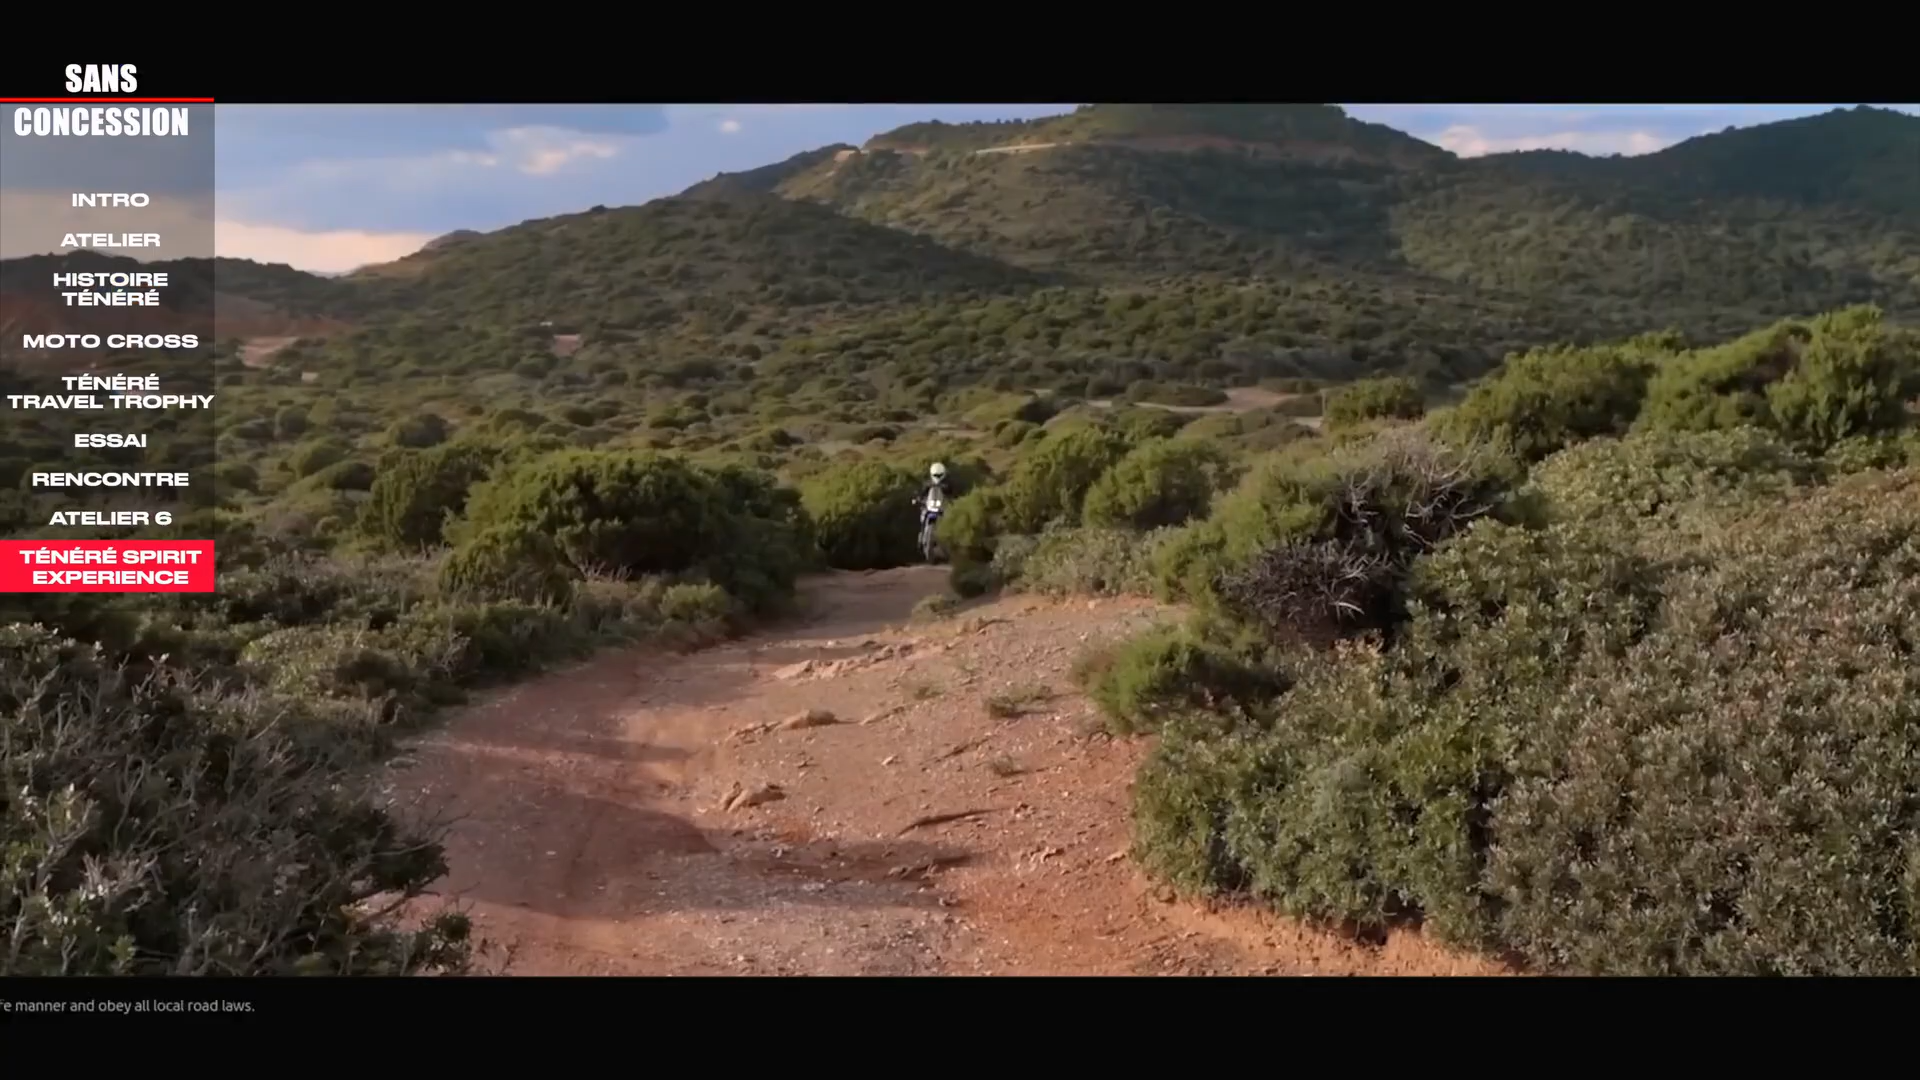 SANS
CONCESSION
INTRO
ATELIER
HISTOIRE
TÉNÉRÉ
MOTO CROSS
TÉNÉRÉ
TRAVEL TROPHY
ESSAI
RENCONTRE
ATELIER 6
TÉNÉRÉ SPIRIT
EXPERIENCE
manner and obey all local road laws.